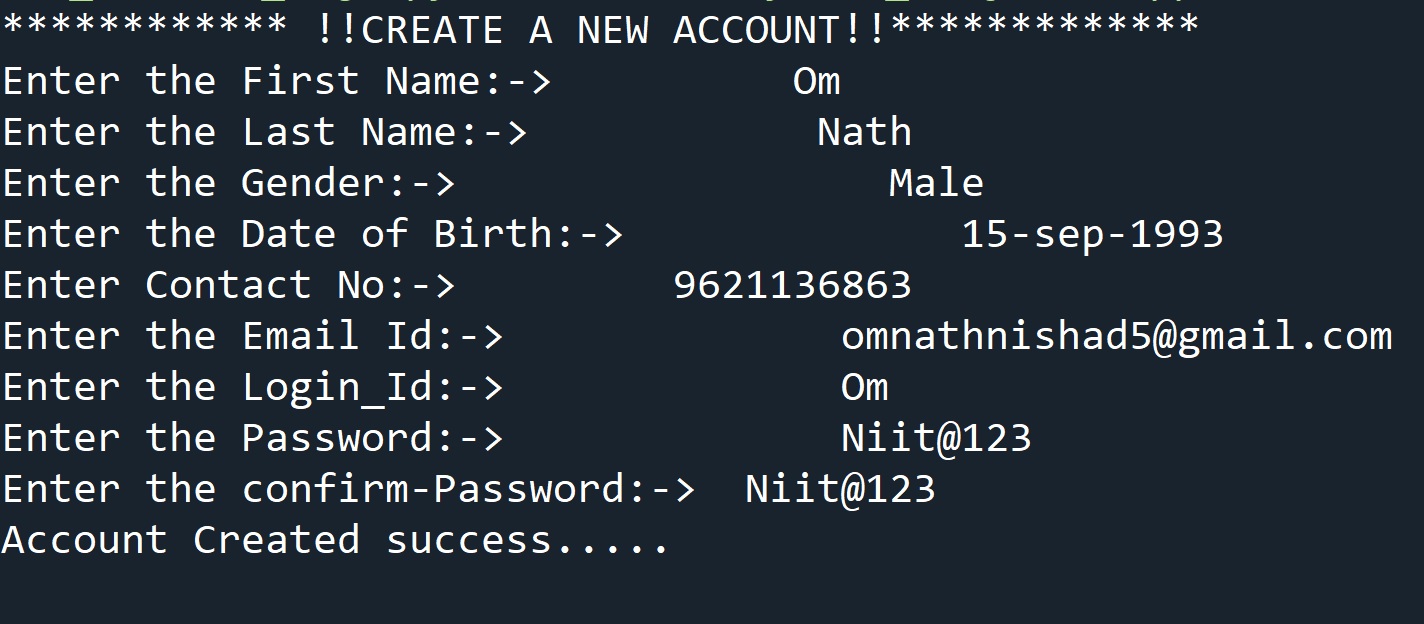 ************ !!CREATE A NEW ACCOUNT!!*************
Enter the First Name:-> Om
Enter the Last Name:-> Nath
Enter the Gender:-> Male
Enter the Date of Birth:-> 15-sep-1993
Enter Contact No:-> 9621136863
Enter the Email Id:-> omnathnishad5@gmail.com
Enter the Login_Id:-> Om
Enter the Password:-> Niit@123
Enter the confirm-Password:-> Niit@123
Account Created success.....